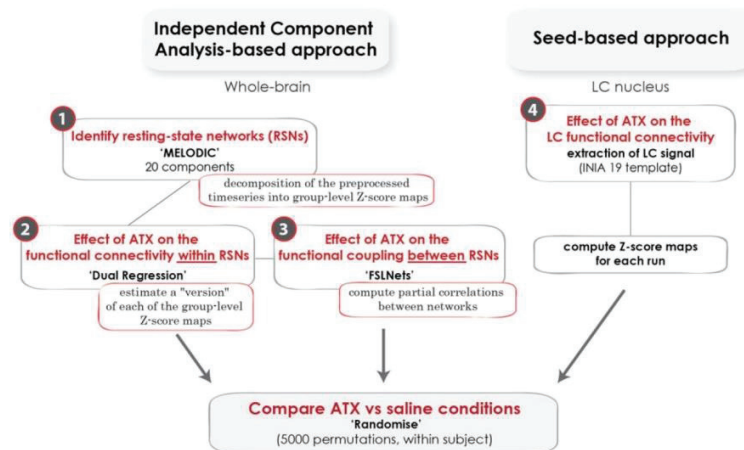 Independent Component
Analysis-based approach
Whole-brain
1
Identify resting-state networks (RSNs)
'MELODIC'
20 components
decomposition of the preprocessed
timeseries into group-level Z-score maps
2
Effect of ATX on the
functional connectivity within RSNs
'Dual Regression'
estimate a "version"
of each of the group-level
Z-score maps
3
Effect of ATX on the
functional coupling between RSNs
'FSLNets'
compute partial correlations
between networks
Seed-based approach
LC nucleus
4
Effect of ATX on the
LC functional connectivity
extraction of LC signal
(INIA 19 template)
compute Z-score maps
for each run
Compare ATX vs saline conditions
'Randomise'
(5000 permutations, within subject)